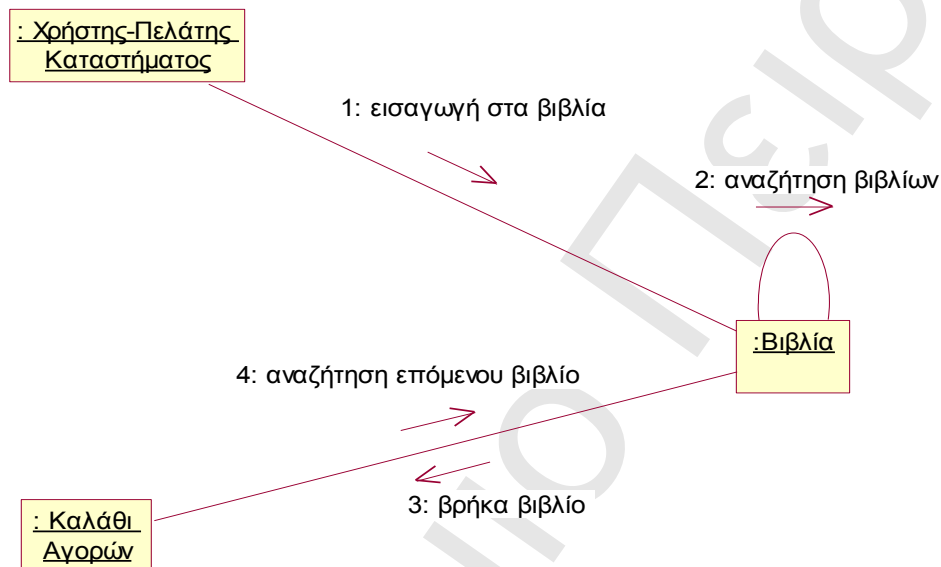 : Χρήστης-Πελάτης
Καταστήματος
1: εισαγωγή στα βιβλία
2: αναζήτηση βιβλίων
:Βιβλία
4: αναζήτηση επόμενου βιβλίο
3: βρήκα βιβλίο
: Καλάθι
Αγορών